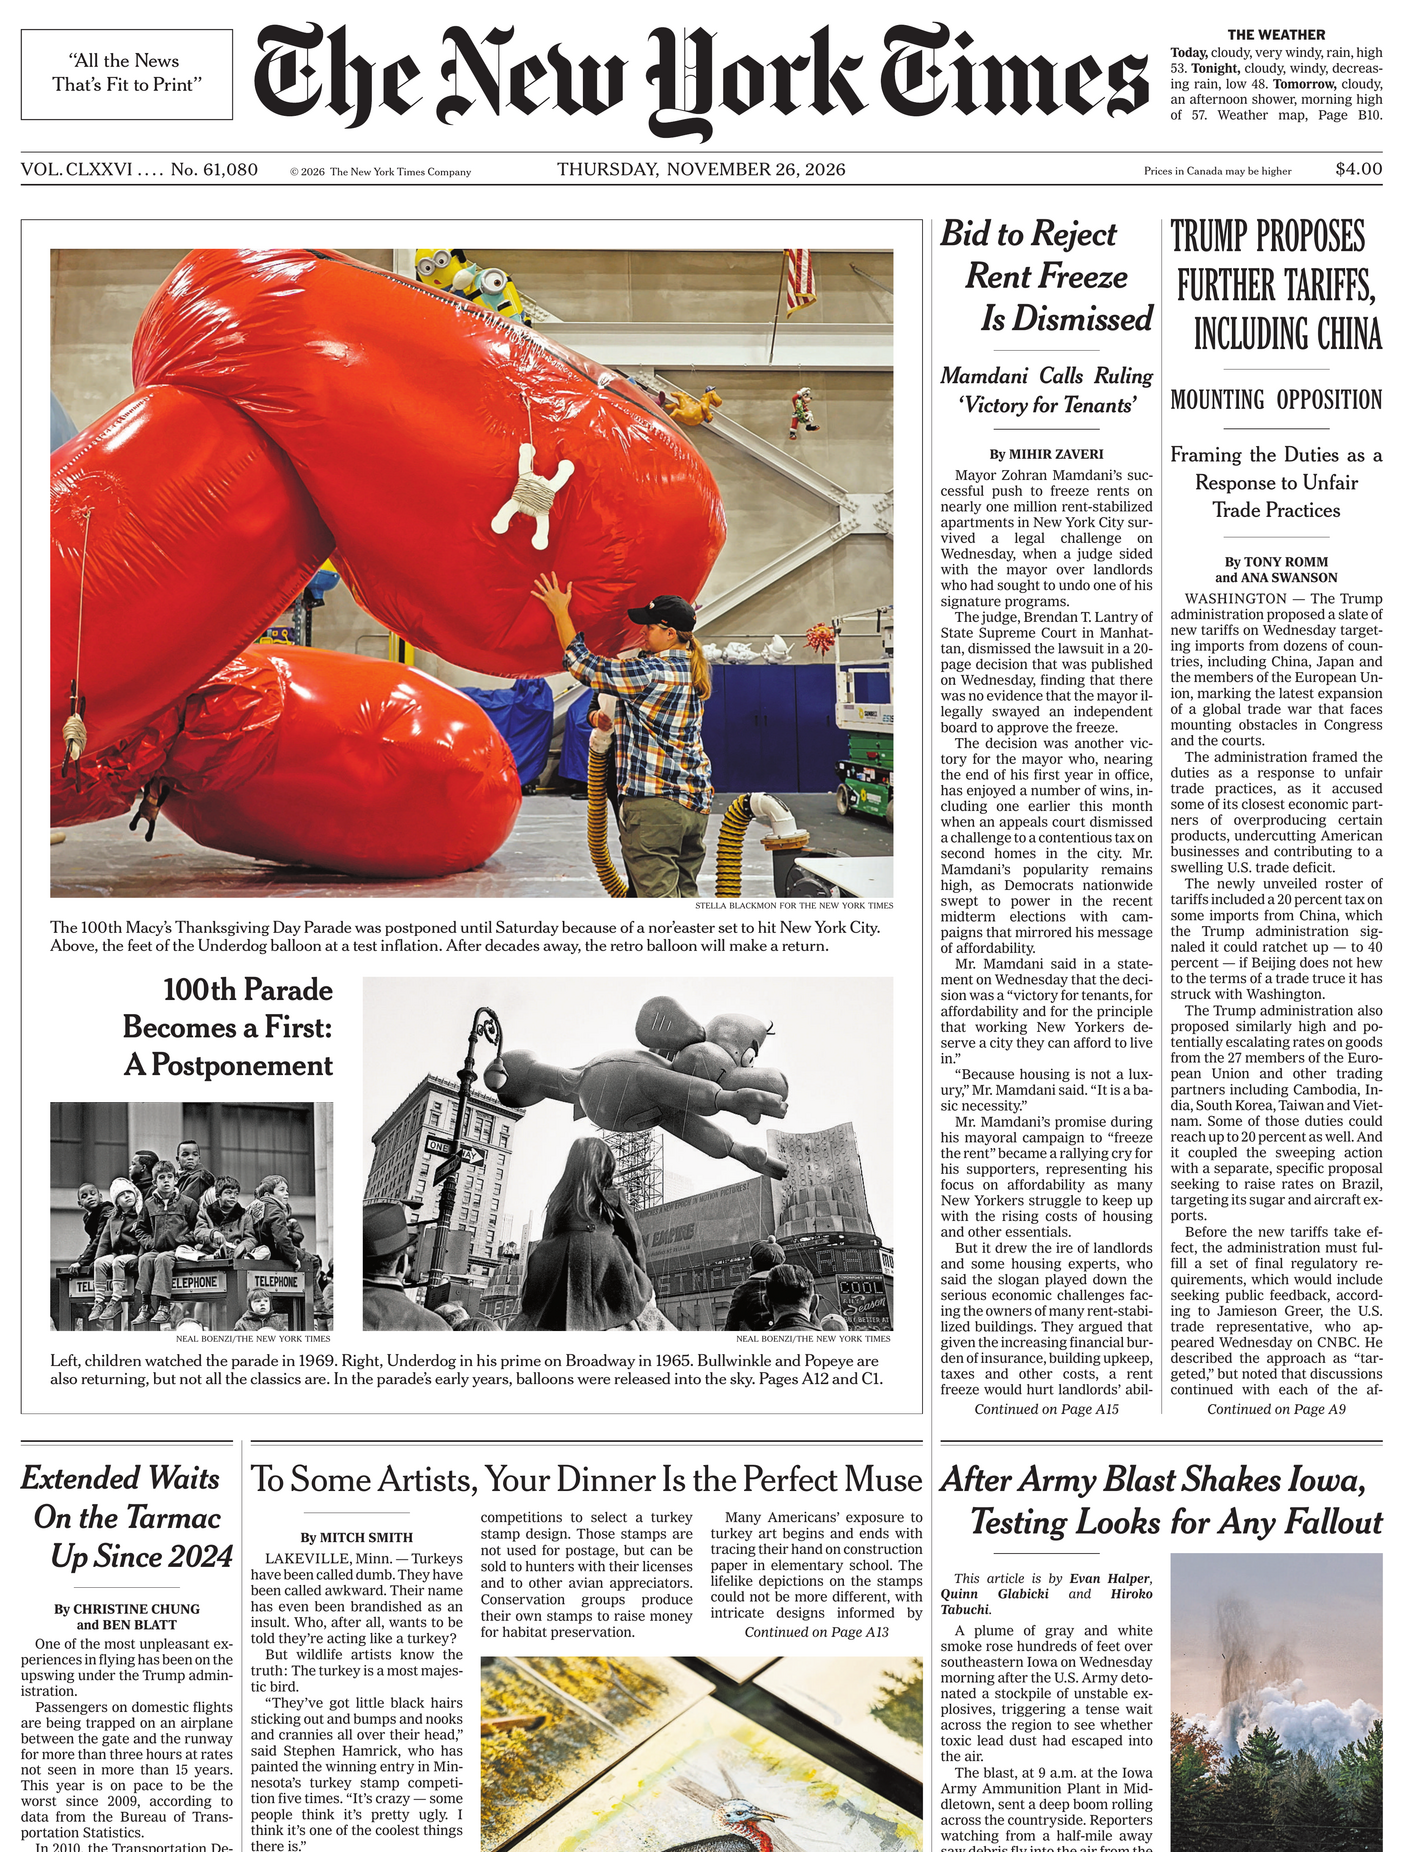 “All the News
That’s Fit to Print”
The New York Times
THE WEATHER
Today, cloudy, very windy, rain, high
53. Tonight, cloudy, windy, decreas-
ing rain, low 48. Tomorrow, cloudy,
an afternoon shower, morning high
of 57. Weather map, Page B10.
VOL. CLXXVI .... No. 61,080
© 2026 The New York Times Company
THURSDAY, NOVEMBER 26, 2026
Prices in Canada may be higher
$4.00
STELLA BLACKMON FOR THE NEW YORK TIMES
The 100th Macy’s Thanksgiving Day Parade was postponed until Saturday because of a nor’easter set to hit New York City.
Above, the feet of the Underdog balloon at a test inflation. After decades away, the retro balloon will make a return.
100th Parade
Becomes a First:
A Postponement
TELEPHONE
TELEPHONE
ONE WAY
EMPIRE
COOL
Season
NEAL BOENZI/THE NEW YORK TIMES
NEAL BOENZI/THE NEW YORK TIMES
Left, children watched the parade in 1969. Right, Underdog in his prime on Broadway in 1965. Bullwinkle and Popeye are
also returning, but not all the classics are. In the parade’s early years, balloons were released into the sky. Pages A12 and C1.
Bid to Reject
Rent Freeze
Is Dismissed
Mamdani Calls Ruling
‘Victory for Tenants’
By MIHIR ZAVERI
Mayor Zohran Mamdani’s suc-
cessful push to freeze rents on
nearly one million rent-stabilized
apartments in New York City sur-
vived a legal challenge on
Wednesday, when a judge sided
with the mayor over landlords
who had sought to undo one of his
signature programs.
The judge, Brendan T. Lantry of
State Supreme Court in Manhat-
tan, dismissed the lawsuit in a 20-
page decision that was published
on Wednesday, finding that there
was no evidence that the mayor il-
legally swayed an independent
board to approve the freeze.
The decision was another vic-
tory for the mayor who, nearing
the end of his first year in office,
has enjoyed a number of wins, in-
cluding one earlier this month
when an appeals court dismissed
a challenge to a contentious tax on
second homes in the city. Mr.
Mamdani’s popularity remains
high, as Democrats nationwide
swept to power in the recent
midterm elections with cam-
paigns that mirrored his message
of affordability.
Mr. Mamdani said in a state-
ment on Wednesday that the deci-
sion was a “victory for tenants, for
affordability and for the principle
that working New Yorkers de-
serve a city they can afford to live
in.”
“Because housing is not a lux-
ury,” Mr. Mamdani said. “It is a ba-
sic necessity.”
Mr. Mamdani’s promise during
his mayoral campaign to “freeze
the rent” became a rallying cry for
his supporters, representing his
focus on affordability as many
New Yorkers struggle to keep up
with the rising costs of housing
and other essentials.
But it drew the ire of landlords
and some housing experts, who
said the slogan played down the
serious economic challenges fac-
ing the owners of many rent-stabi-
lized buildings. They argued that
given the increasing financial bur-
den of insurance, building upkeep,
taxes and other costs, a rent
freeze would hurt landlords’ abil-
Continued on Page A15
TRUMP PROPOSES
FURTHER TARIFFS,
INCLUDING CHINA
MOUNTING OPPOSITION
Framing the Duties as a
Response to Unfair
Trade Practices
By TONY ROMM
and ANA SWANSON
WASHINGTON — The Trump
administration proposed a slate of
new tariffs on Wednesday target-
ing imports from dozens of coun-
tries, including China, Japan and
the members of the European Un-
ion, marking the latest expansion
of a global trade war that faces
mounting obstacles in Congress
and the courts.
The administration framed the
duties as a response to unfair
trade practices, as it accused
some of its closest economic part-
ners of overproducing certain
products, undercutting American
businesses and contributing to a
swelling U.S. trade deficit.
The newly unveiled roster of
tariffs included a 20 percent tax on
some imports from China, which
the Trump administration sig-
naled it could ratchet up — to 40
percent — if Beijing does not hew
to the terms of a trade truce it has
struck with Washington.
The Trump administration also
proposed similarly high and po-
tentially escalating rates on goods
from the 27 members of the Euro-
pean Union and other trading
partners including Cambodia, In-
dia, South Korea, Taiwan and Viet-
nam. Some of those duties could
reach up to 20 percent as well. And
it coupled the sweeping action
with a separate, specific proposal
seeking to raise rates on Brazil,
targeting its sugar and aircraft ex-
ports.
Before the new tariffs take ef-
fect, the administration must ful-
fill a set of final regulatory re-
quirements, which would include
seeking public feedback, accord-
ing to Jamieson Greer, the U.S.
trade representative, who ap-
peared Wednesday on CNBC. He
described the approach as “tar-
geted,” but noted that discussions
continued with each of the af-
Continued on Page A9
Extended Waits
On the Tarmac
Up Since 2024
By CHRISTINE CHUNG
and BEN BLATT
One of the most unpleasant ex-
periences in flying has been on the
upswing under the Trump admin-
istration.
Passengers on domestic flights
are being trapped on an airplane
between the gate and the runway
for more than three hours at rates
not seen in more than 15 years.
This year is on pace to be the
worst since 2009, according to
data from the Bureau of Trans-
portation Statistics.
In 2010, the Transportation De-
To Some Artists, Your Dinner Is the Perfect Muse
By MITCH SMITH
LAKEVILLE, Minn. — Turkeys
have been called dumb. They have
been called awkward. Their name
has even been brandished as an
insult. Who, after all, wants to be
told they’re acting like a turkey?
But wildlife artists know the
truth: The turkey is a most majes-
tic bird.
“They’ve got little black hairs
sticking out and bumps and nooks
and crannies all over their head,”
said Stephen Hamrick, who has
painted the winning entry in Min-
nesota’s turkey stamp competi-
tion five times. “It’s crazy — some
people think it’s pretty ugly. I
think it’s one of the coolest things
there is.”
competitions to select a turkey
stamp design. Those stamps are
not used for postage, but can be
sold to hunters with their licenses
and to other avian appreciators.
Conservation groups produce
their own stamps to raise money
for habitat preservation.
Many Americans’ exposure to
turkey art begins and ends with
tracing their hand on construction
paper in elementary school. The
lifelike depictions on the stamps
could not be more different, with
intricate designs informed by
Continued on Page A13
After Army Blast Shakes Iowa,
Testing Looks for Any Fallout
This article is by Evan Halper,
Quinn Glabicki and Hiroko
Tabuchi.
A plume of gray and white
smoke rose hundreds of feet over
southeastern Iowa on Wednesday
morning after the U.S. Army deto-
nated a stockpile of unstable ex-
plosives, triggering a tense wait
across the region to see whether
toxic lead dust had escaped into
the air.
The blast, at 9 a.m. at the Iowa
Army Ammunition Plant in Mid-
dletown, sent a deep boom rolling
across the countryside. Reporters
watching from a half-mile away
saw debris fly into the air from the